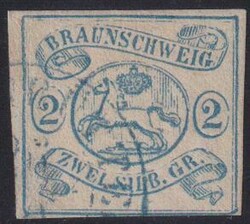 BRAUNSCHWEIG.
2 2
ZWEI SILB. GR.